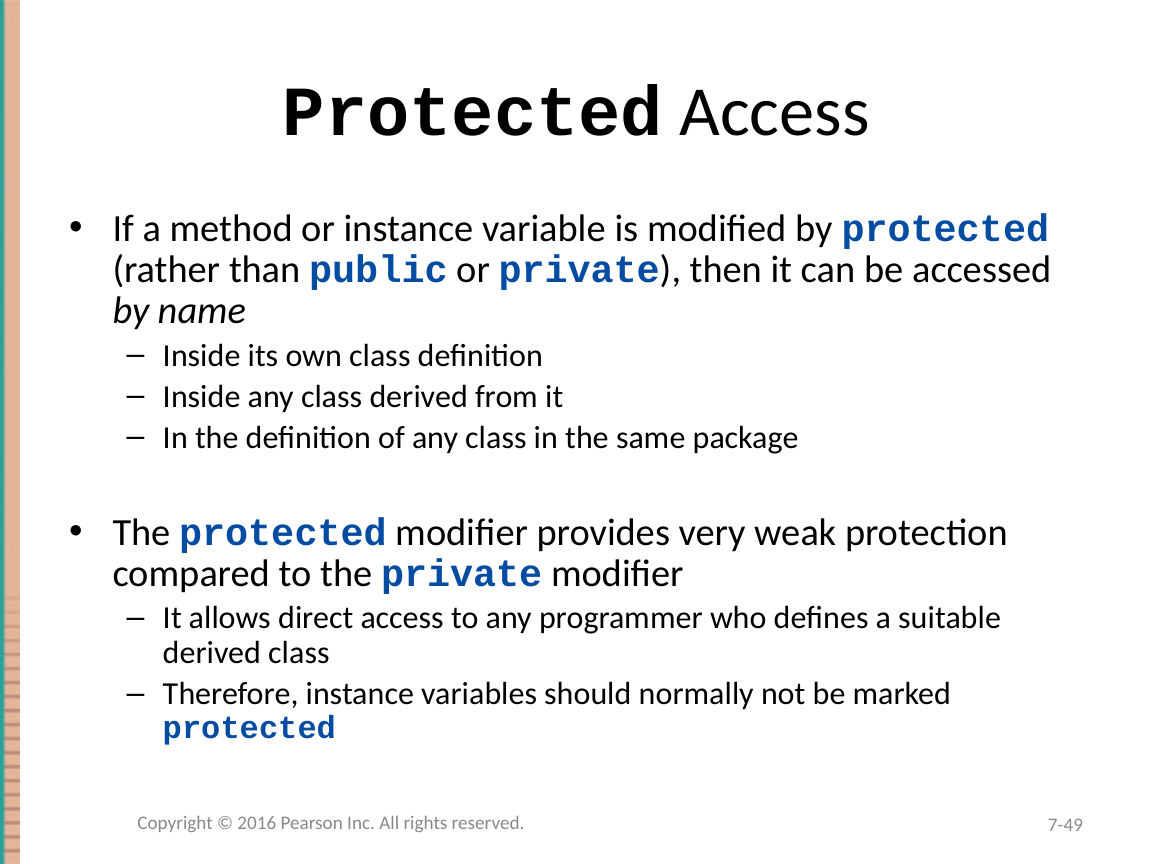 Protected Access
• If a method or instance variable is modified by protected
(rather than public or private), then it can be accessed
by name
– Inside its own class definition
– Inside any class derived from it
– In the definition of any class in the same package
• The protected modifier provides very weak protection
compared to the private modifier
– It allows direct access to any programmer who defines a suitable
derived class
– Therefore, instance variables should normally not be marked
protected
Copyright © 2016 Pearson Inc. All rights reserved.
7-49